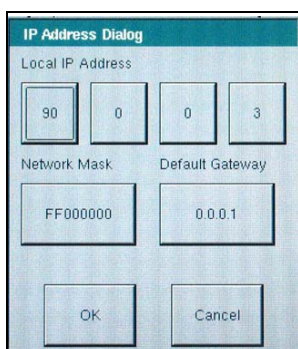 IP Address Dialog
Local IP Address
90 0 0 3
Network Mask Default Gateway
FF000000 0.0.0.1
OK Cancel